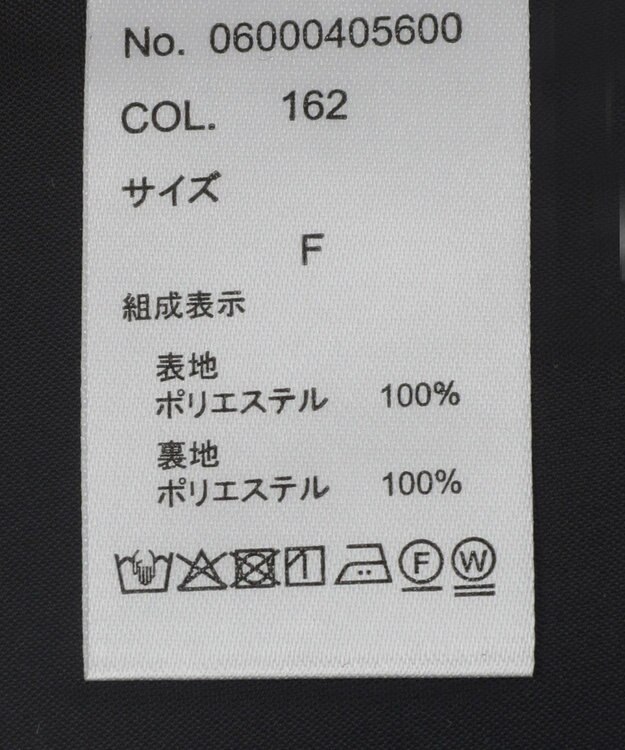 No. 06000405600
COL. 162
サイズ
F
組成表示
表地
ポリエステル 100%
裏地
ポリエステル 100%
F W